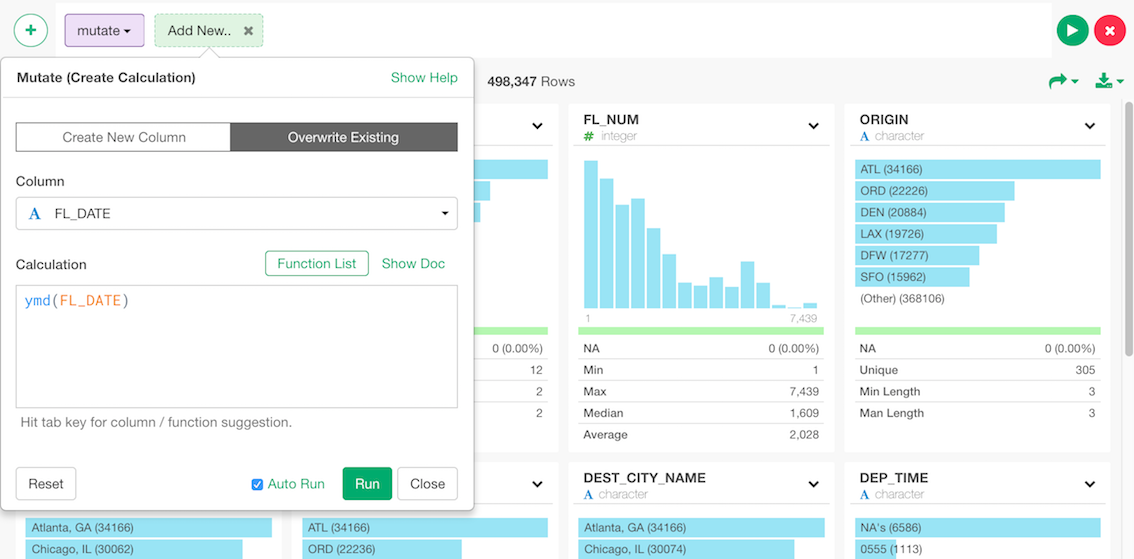 +
mutate
Add New.. ×
Mutate (Create Calculation)
Show Help
498,347 Rows
Create New Column
Overwrite Existing
Column
A FL_DATE
Calculation
Function List
Show Doc
ymd(FL_DATE)
Hit tab key for column / function suggestion.
Reset
Auto Run
Run
Close
0 (0.00%)
12
2
2
FL_NUM
# integer
1 7,439
NA 0 (0.00%)
Min 1
Max 7,439
Median 1,609
Average 2,028
ORIGIN
A character
ATL (34166)
ORD (22226)
DEN (20884)
LAX (19726)
DFW (17277)
SFO (15962)
(Other) (368106)
NA 0 (0.00%)
Unique 305
Min Length 3
Man Length 3
Atlanta, GA (34166)
Chicago, IL (30062)
ATL (34166)
ORD (22236)
DEST_CITY_NAME
A character
Atlanta, GA (34166)
Chicago, IL (30074)
DEP_TIME
A character
NA's (6586)
0555 (1113)